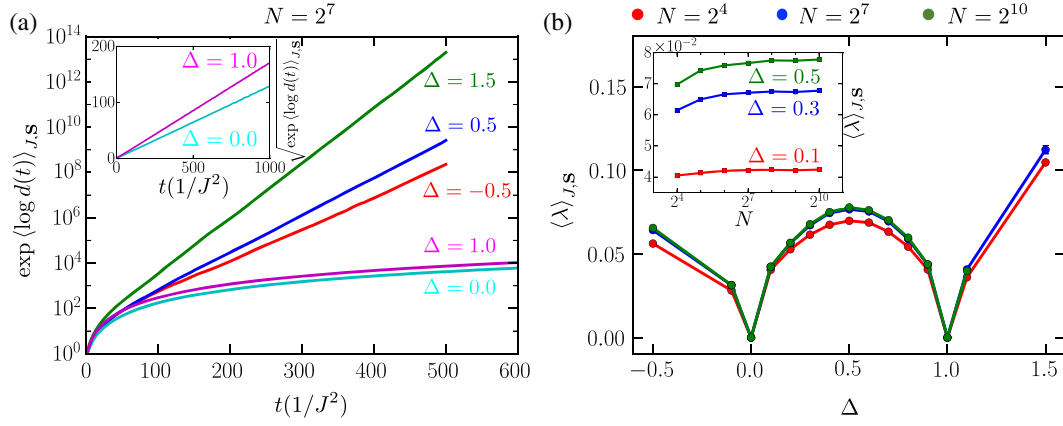 (a)
N = 2^7
exp ⟨log d(t)⟩_{J,S}
10^14
10^12
10^10
10^8
10^6
10^4
10^2
10^0
0 100 200 300 400 500 600
t(1/J^2)
Δ = 1.5
Δ = 0.5
Δ = −0.5
Δ = 1.0
Δ = 0.0
200
100
0
0 500 1000
t(1/J^2)
√exp ⟨log d(t)⟩_{J,S}
Δ = 1.0
Δ = 0.0
(b)
N = 2^4 N = 2^7 N = 2^10
⟨λ⟩_{J,S}
0.15
0.10
0.05
0.00
−0.5 0.0 0.5 1.0 1.5
Δ
×10^−2
8
6
4
2^4 2^7 2^10
N
⟨λ⟩_{J,S}
Δ = 0.5
Δ = 0.3
Δ = 0.1